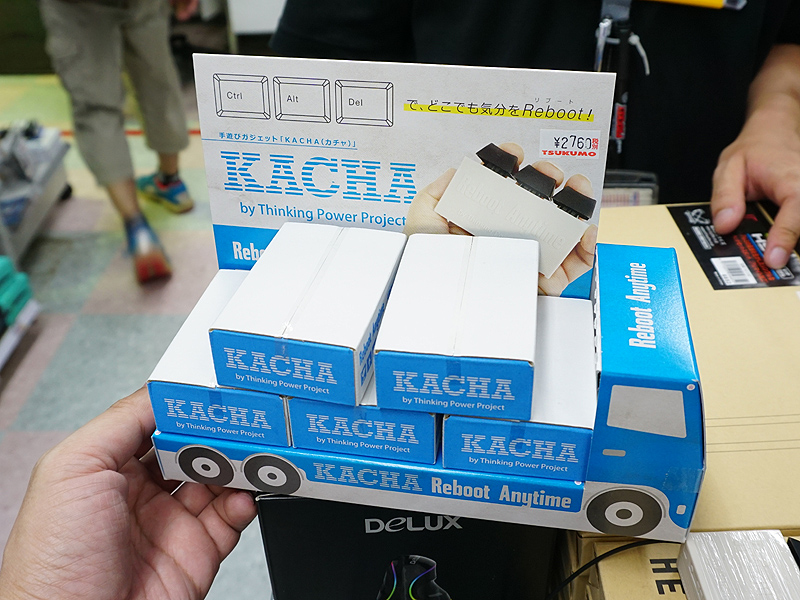 Ctrl
Alt
Del
で、どこでも気分をReboot!
リブート
¥2760
税別
TSUKUMO
手遊びガジェット「KACHA(カチャ)」
KACHA
by Thinking Power Project
Reboot Anytime
KACHA
by Thinking Power Project
KACHA
by Thinking Power Project
KACHA
by Thinking Power Project
KACHA
by Thinking Power Project
KACHA
by Thinking Power Project
KACHA Reboot Anytime
DeLUX
HE